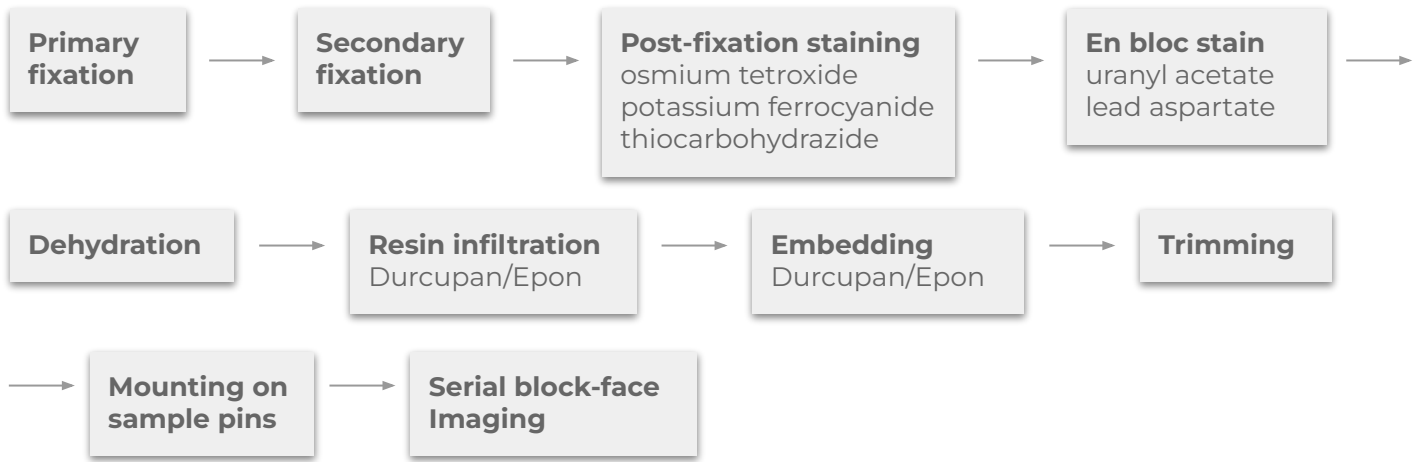 Primary
fixation
Secondary
fixation
Post-fixation staining
osmium tetroxide
potassium ferrocyanide
thiocarbohydrazide
En bloc stain
uranyl acetate
lead aspartate
Dehydration
Resin infiltration
Durcupan/Epon
Embedding
Durcupan/Epon
Trimming
Mounting on
sample pins
Serial block-face
Imaging